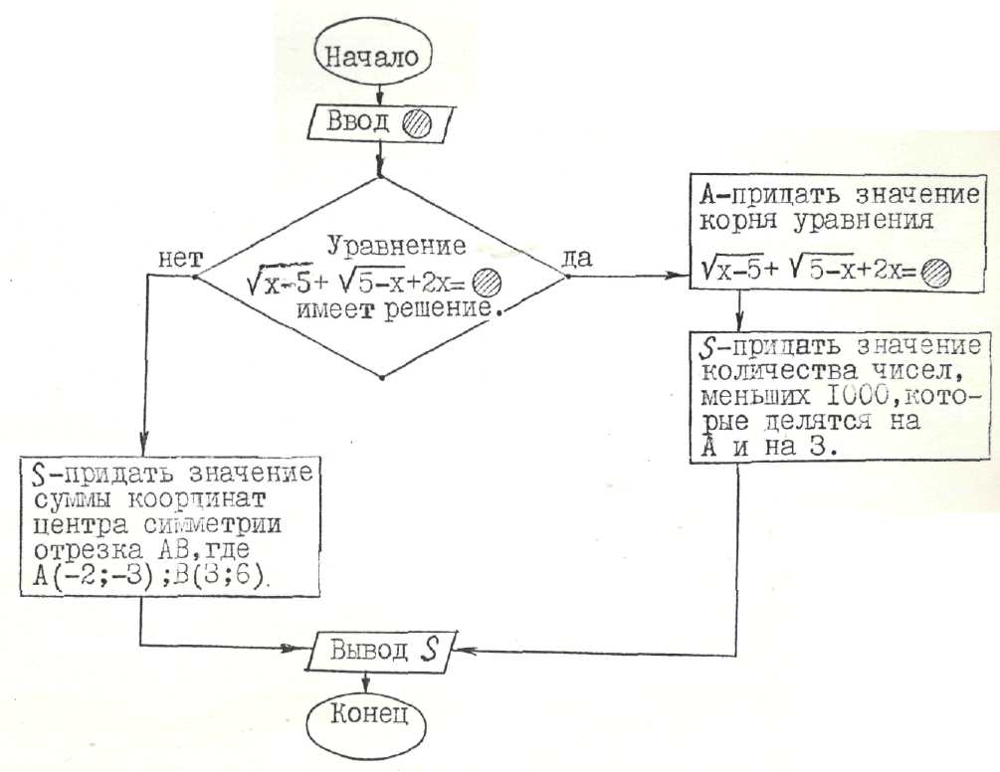 Начало
Ввод
Уравнение
√x-5+ √5-x+2x=
имеет решение.
нет
да
А-придать значение
корня уравнения
√x-5+ √5-x+2x=
S-придать значение
количества чисел,
меньших 1000,кото-
рые делятся на
А и на 3.
S-придать значение
суммы координат
центра симметрии
отрезка АВ,где
А(-2;-3);В(3;6).
Вывод S
Конец